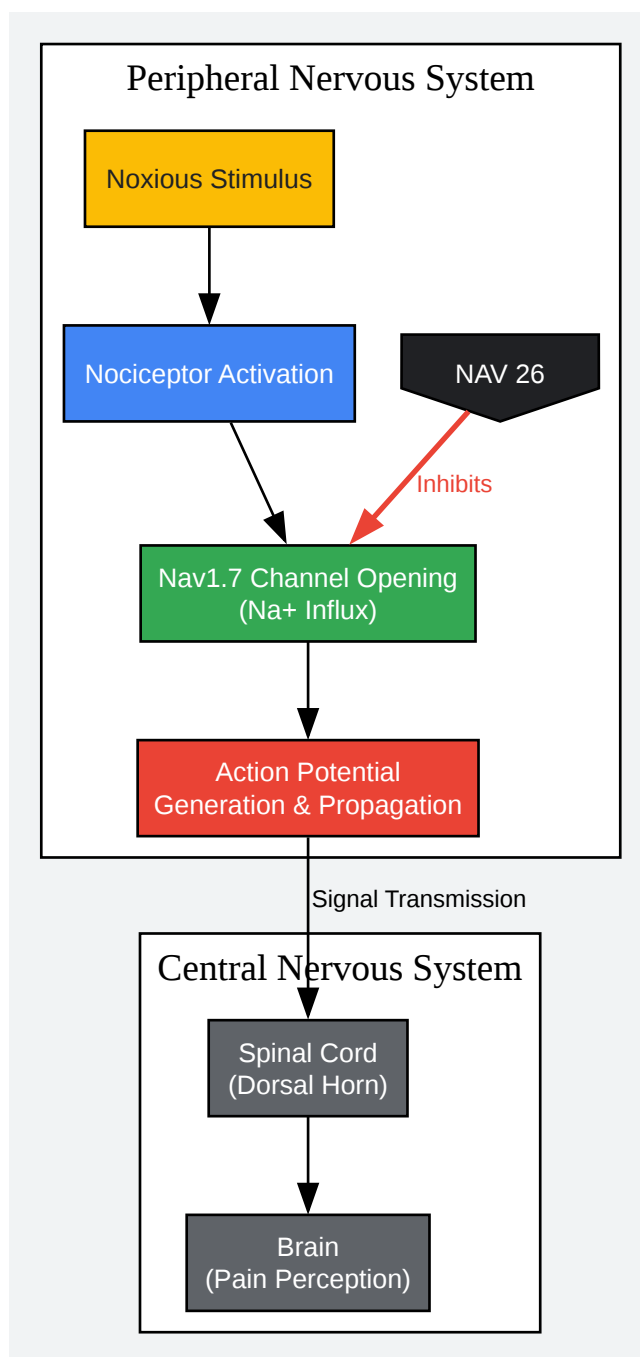 Peripheral Nervous System
Noxious Stimulus
Nociceptor Activation
NAV 26
Inhibits
Nav1.7 Channel Opening
(Na+ Influx)
Action Potential
Generation & Propagation
Signal Transmission
Central Nervous System
Spinal Cord
(Dorsal Horn)
Brain
(Pain Perception)